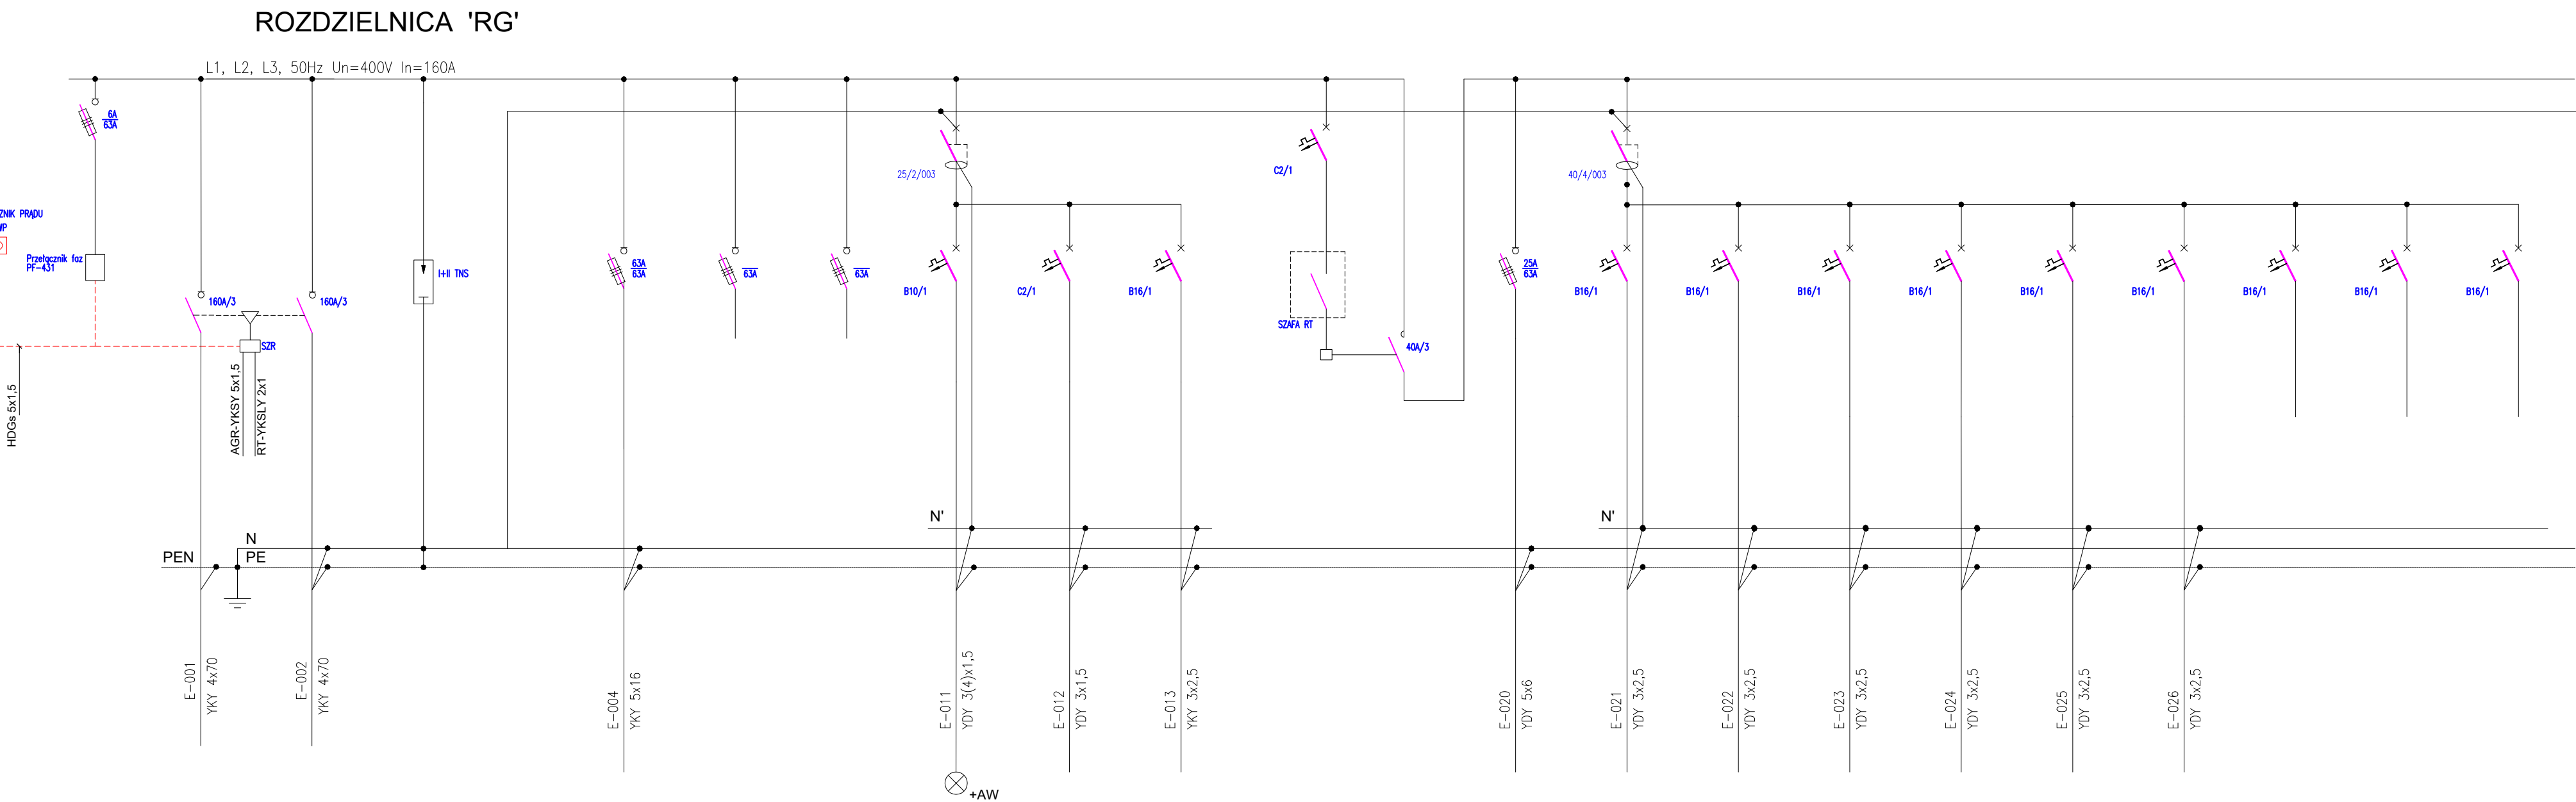 ROZDZIELNICA 'RG'
L1, L2, L3, 50Hz Un=400V In=160A
6A
63A
25/2/003
C2/1
40/4/003
ZNIK PRĄDU
Przełącznik faz
PF-431
160A/3
160A/3
I+II TNS
63A
63A
63A
63A
B10/1
C2/1
B16/1
SZAFA RT
40A/3
25A
63A
B16/1
B16/1
B16/1
B16/1
B16/1
B16/1
B16/1
B16/1
B16/1
SZR
HDGs 5x1,5
AGR-YKSY 5x1,5
RT-YKSLY 2x1
N'
N'
N
PEN
PE
E-001
YKY 4x70
E-002
YKY 4x70
E-004
YKY 5x16
E-011
YDY 3(4)x1,5
E-012
YDY 3x1,5
E-013
YKY 3x2,5
E-020
YDY 5x6
E-021
YDY 3x2,5
E-022
YDY 3x2,5
E-023
YDY 3x2,5
E-024
YDY 3x2,5
E-025
YDY 3x2,5
E-026
YDY 3x2,5
+AW